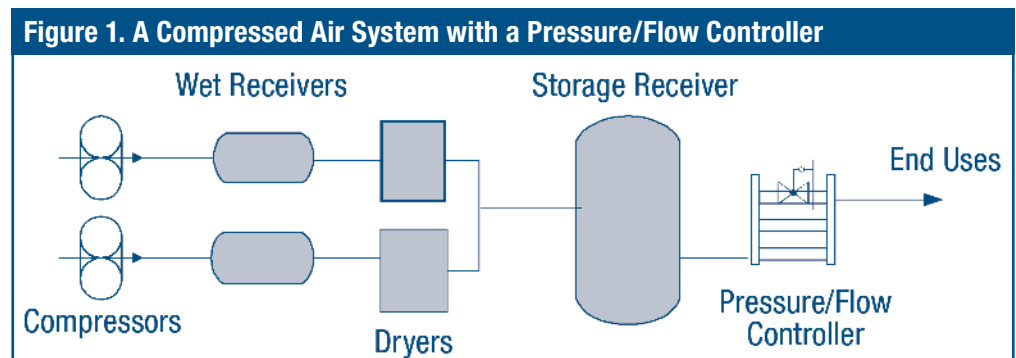 Figure 1. A Compressed Air System with a Pressure/Flow Controller
Wet Receivers
Storage Receiver
End Uses
Compressors
Dryers
Pressure/Flow
Controller